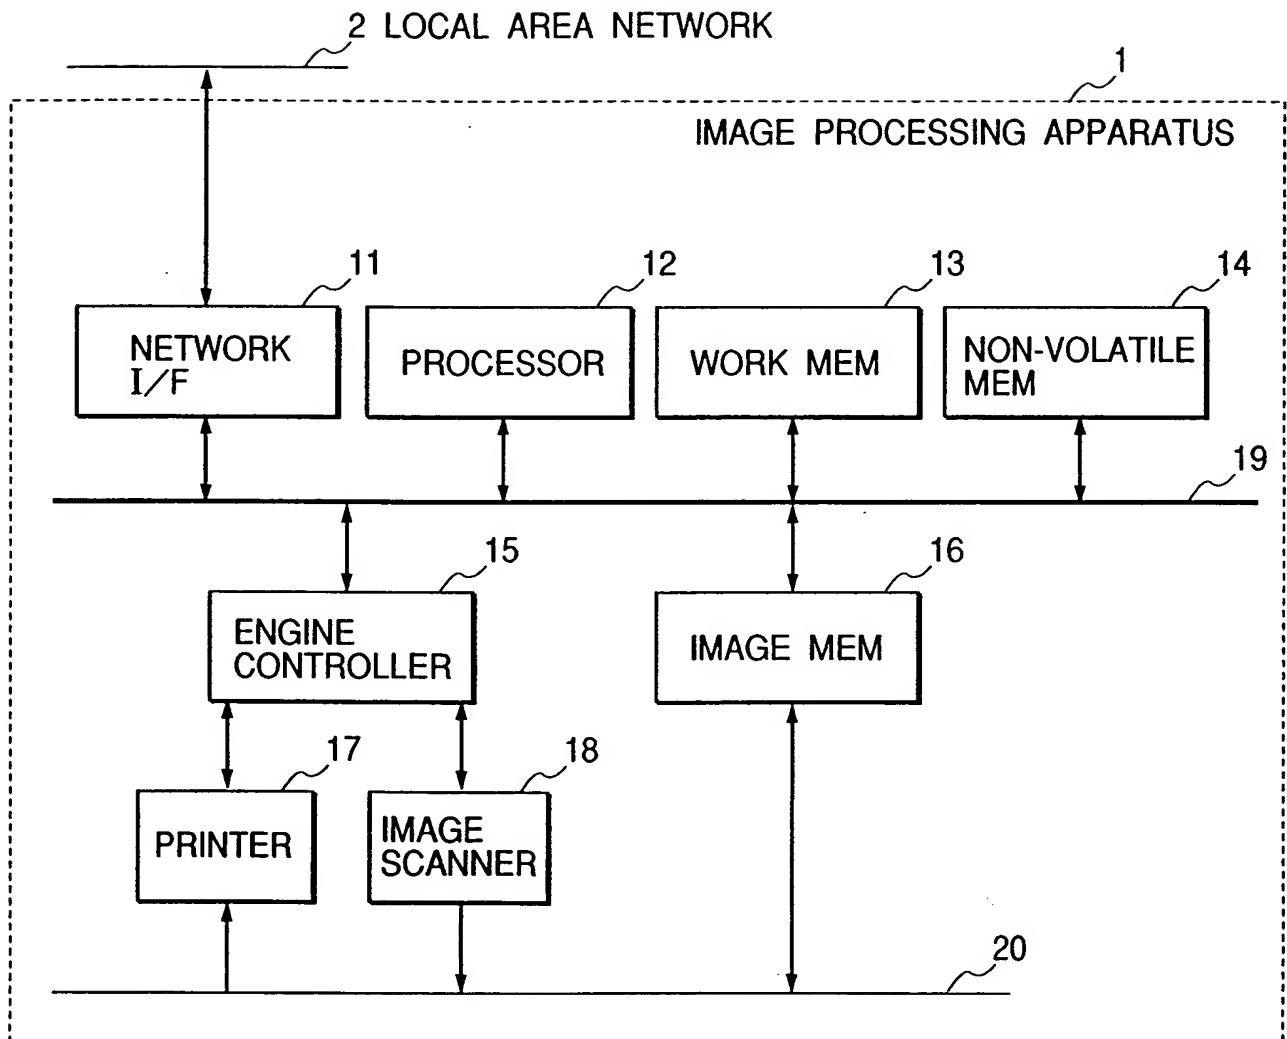 2 LOCAL AREA NETWORK
1
IMAGE PROCESSING APPARATUS
11
12
13
14
NETWORK
I/F
PROCESSOR
WORK MEM
NON-VOLATILE
MEM
19
15
16
ENGINE
CONTROLLER
IMAGE MEM
17
18
PRINTER
IMAGE
SCANNER
20